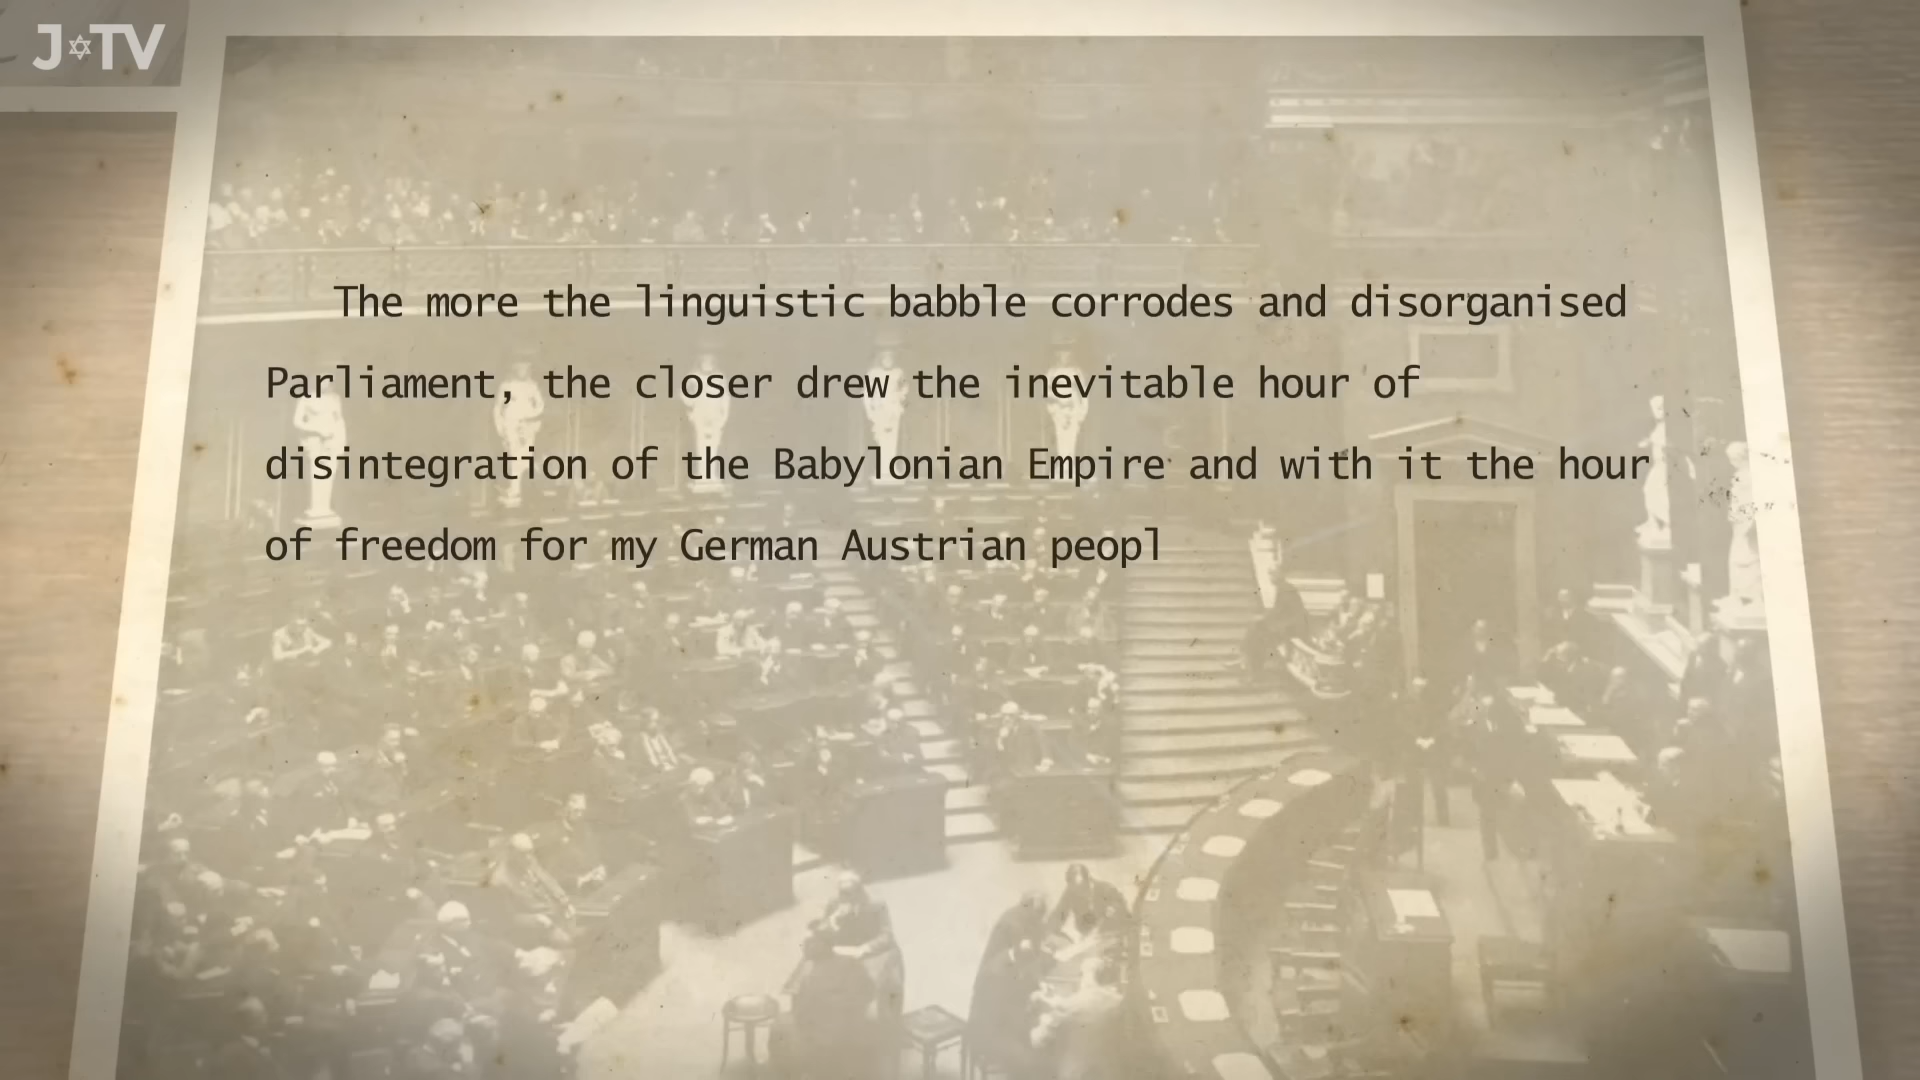 J✡TV
The more the linguistic babble corrodes and disorganised
Parliament, the closer drew the inevitable hour of
disintegration of the Babylonian Empire and with it the hour
of freedom for my German Austrian peopl